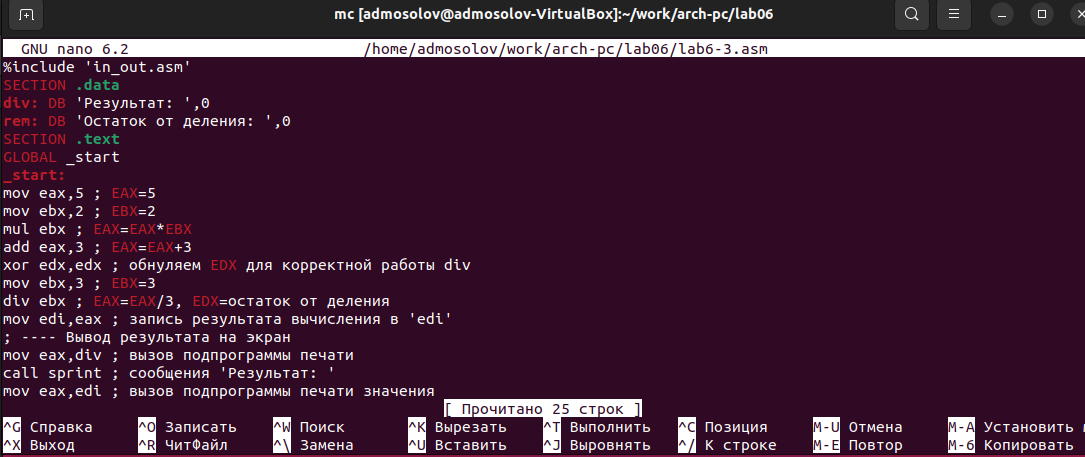 mc [admosolov@admosolov-VirtualBox]:~/work/arch-pc/lab06
GNU nano 6.2 /home/admosolov/work/arch-pc/lab06/lab6-3.asm
%include 'in_out.asm'
SECTION .data
div: DB 'Результат: ',0
rem: DB 'Остаток от деления: ',0
SECTION .text
GLOBAL _start
_start:
mov eax,5 ; EAX=5
mov ebx,2 ; EBX=2
mul ebx ; EAX=EAX*EBX
add eax,3 ; EAX=EAX+3
xor edx,edx ; обнуляем EDX для корректной работы div
mov ebx,3 ; EBX=3
div ebx ; EAX=EAX/3, EDX=остаток от деления
mov edi,eax ; запись результата вычисления в 'edi'
; ---- Вывод результата на экран
mov eax,div ; вызов подпрограммы печати
call sprint ; сообщения 'Результат: '
mov eax,edi ; вызов подпрограммы печати значения
[ Прочитано 25 строк ]
^G Справка ^O Записать ^W Поиск ^K Вырезать ^T Выполнить ^C Позиция M-U Отмена M-A Установить
^X Выход ^R ЧитФайл ^\ Замена ^U Вставить ^J Выровнять ^/ К строке M-E Повтор M-6 Копировать